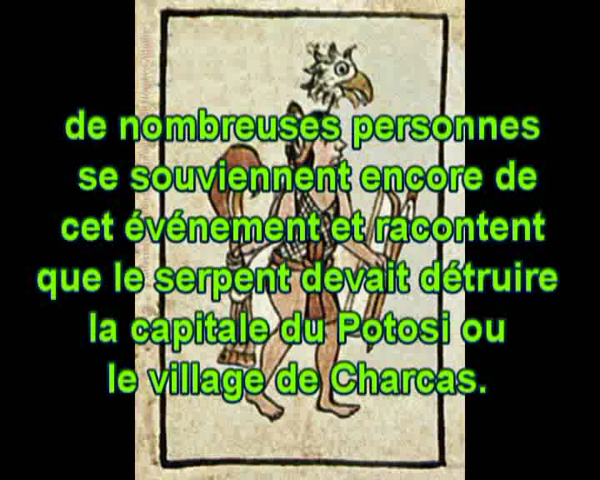 de nombreuses personnes
se souviennent encore de
cet événement et racontent
que le serpent devait détruire
la capitale du Potosi ou
le village de Charcas.